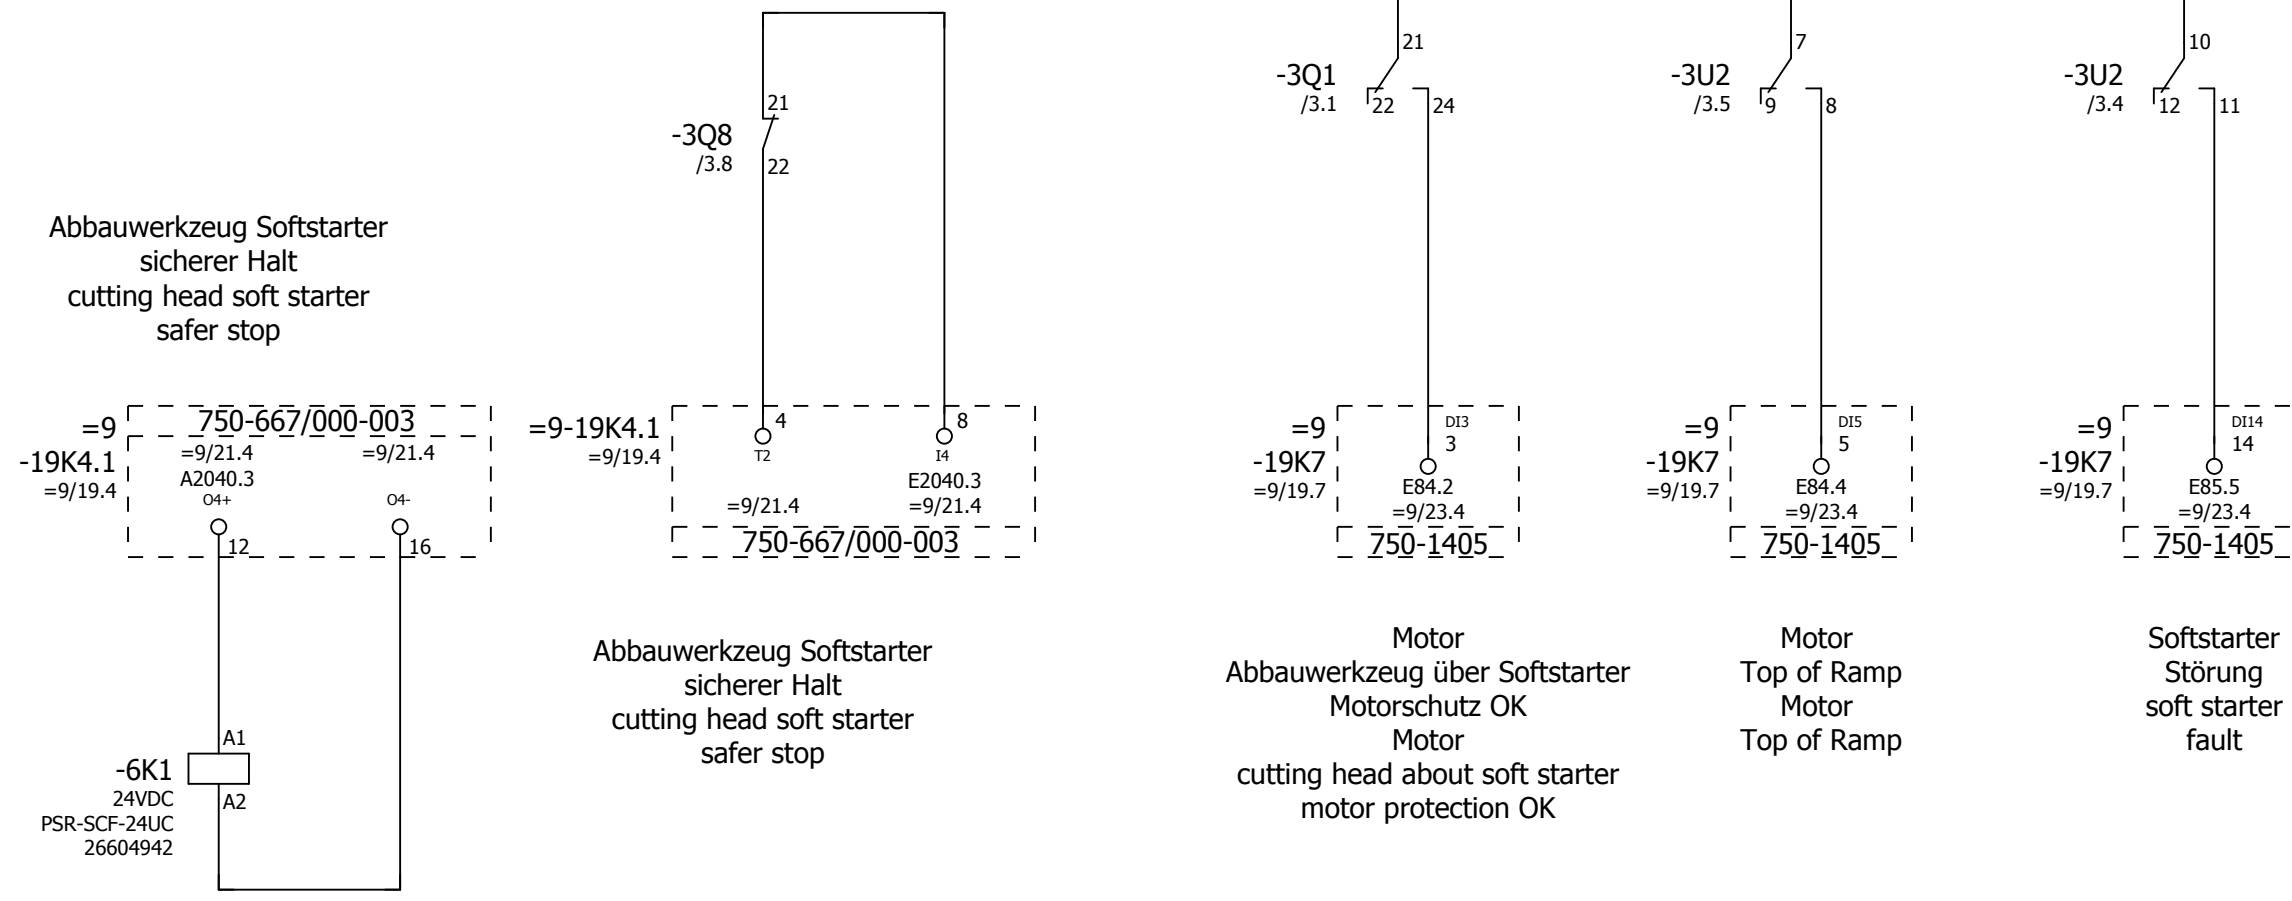 21
-3Q8
/3.8
22
Abbauwerkzeug Softstarter
sicherer Halt
cutting head soft starter
safer stop
=9
-19K4.1
=9/19.4
750-667/000-003
=9/21.4
=9/21.4
A2040.3
O4+
O4-
12
16
A1
-6K1
24VDC
A2
PSR-SCF-24UC
26604942
=9-19K4.1
=9/19.4
4
T2
8
I4
E2040.3
=9/21.4
=9/21.4
750-667/000-003
Abbauwerkzeug Softstarter
sicherer Halt
cutting head soft starter
safer stop
21
-3Q1
/3.1
22
24
=9
-19K7
=9/19.7
DI3
3
E84.2
=9/23.4
750-1405
Motor
Abbauwerkzeug über Softstarter
Motorschutz OK
Motor
cutting head about soft starter
motor protection OK
7
-3U2
/3.5
9
8
=9
-19K7
=9/19.7
DI5
5
E84.4
=9/23.4
750-1405
Motor
Top of Ramp
Motor
Top of Ramp
10
-3U2
/3.4
12
11
=9
-19K7
=9/19.7
DI14
14
E85.5
=9/23.4
750-1405
Softstarter
Störung
soft starter
fault